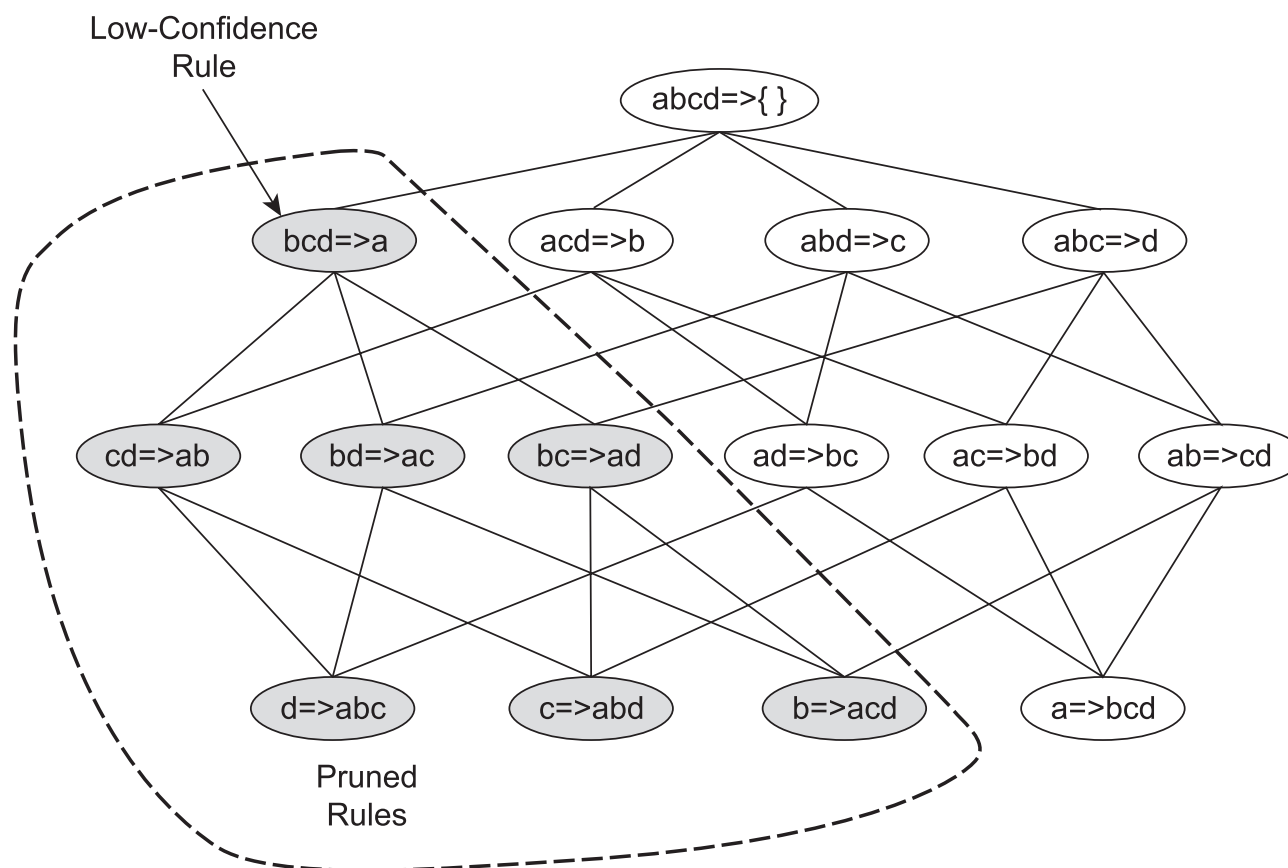 Low-Confidence
Rule
abcd=>{ }
bcd=>a
acd=>b
abd=>c
abc=>d
cd=>ab
bd=>ac
bc=>ad
ad=>bc
ac=>bd
ab=>cd
d=>abc
c=>abd
b=>acd
a=>bcd
Pruned
Rules